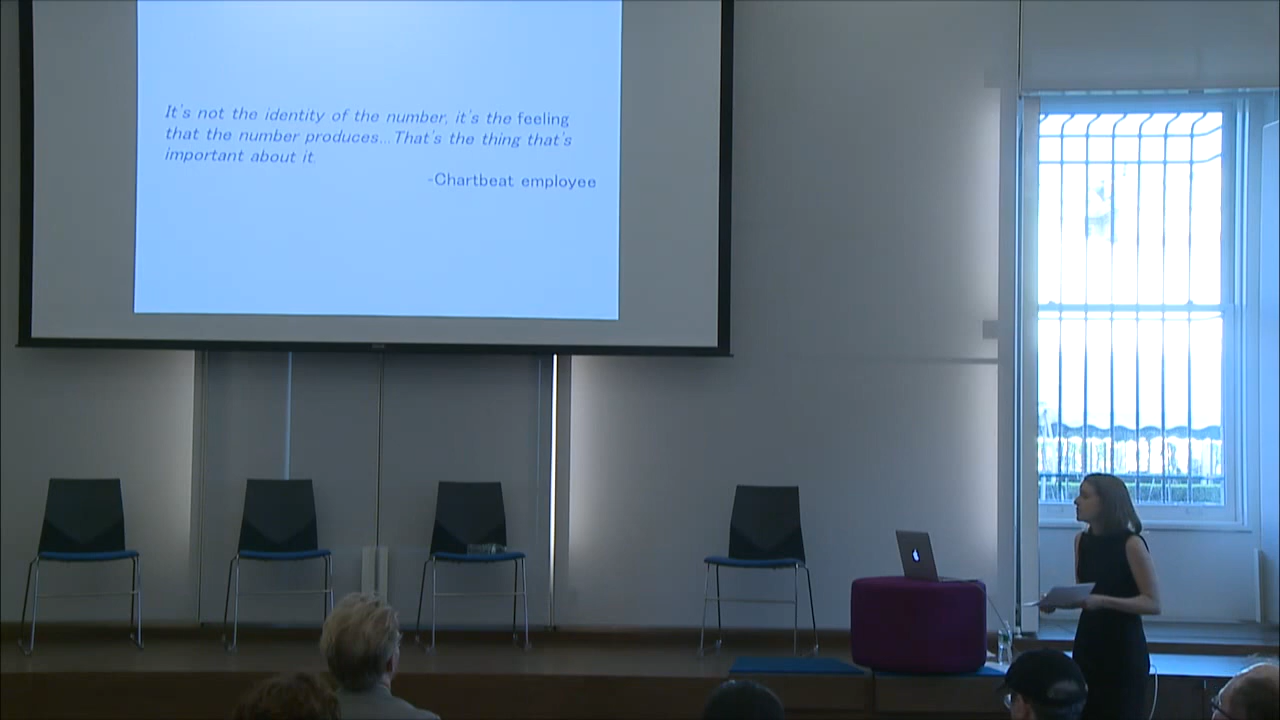 It's not the identity of the number, it's the feeling
that the number produces...That's the thing that's
important about it.
-Chartbeat employee